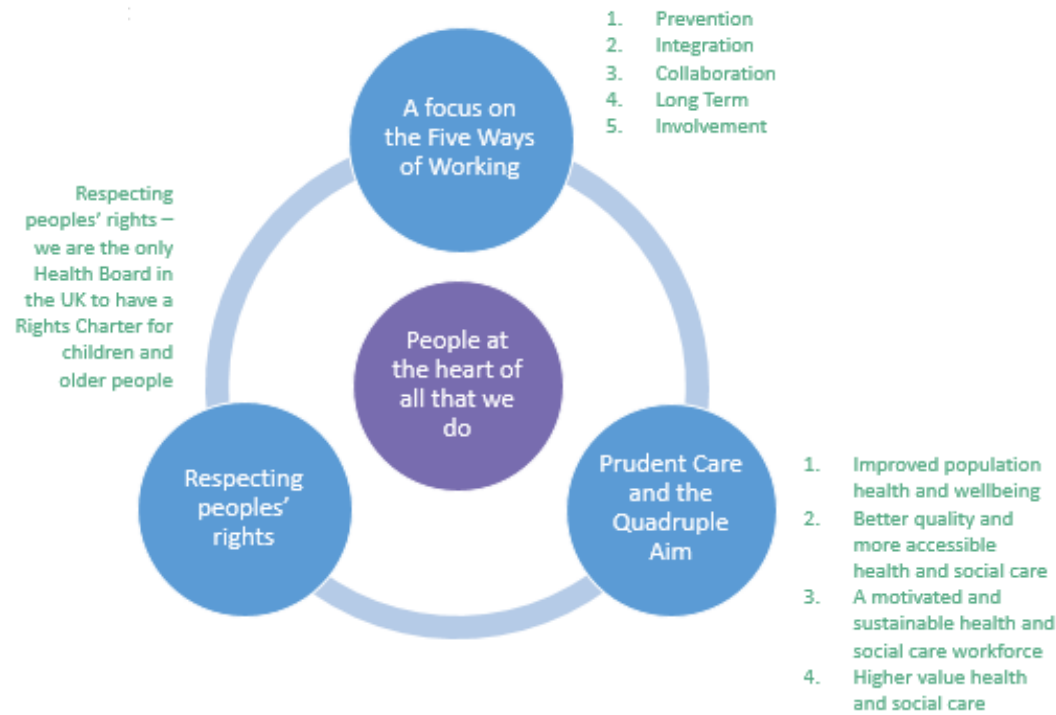 A focus on
the Five Ways
of Working
1. Prevention
2. Integration
3. Collaboration
4. Long Term
5. Involvement
Respecting
peoples’ rights –
we are the only
Health Board in
the UK to have a
Rights Charter for
children and
older people
People at
the heart of
all that we
do
Respecting
peoples’
rights
Prudent Care
and the
Quadruple
Aim
1. Improved population
health and wellbeing
2. Better quality and
more accessible
health and social care
3. A motivated and
sustainable health and
social care workforce
4. Higher value health
and social care